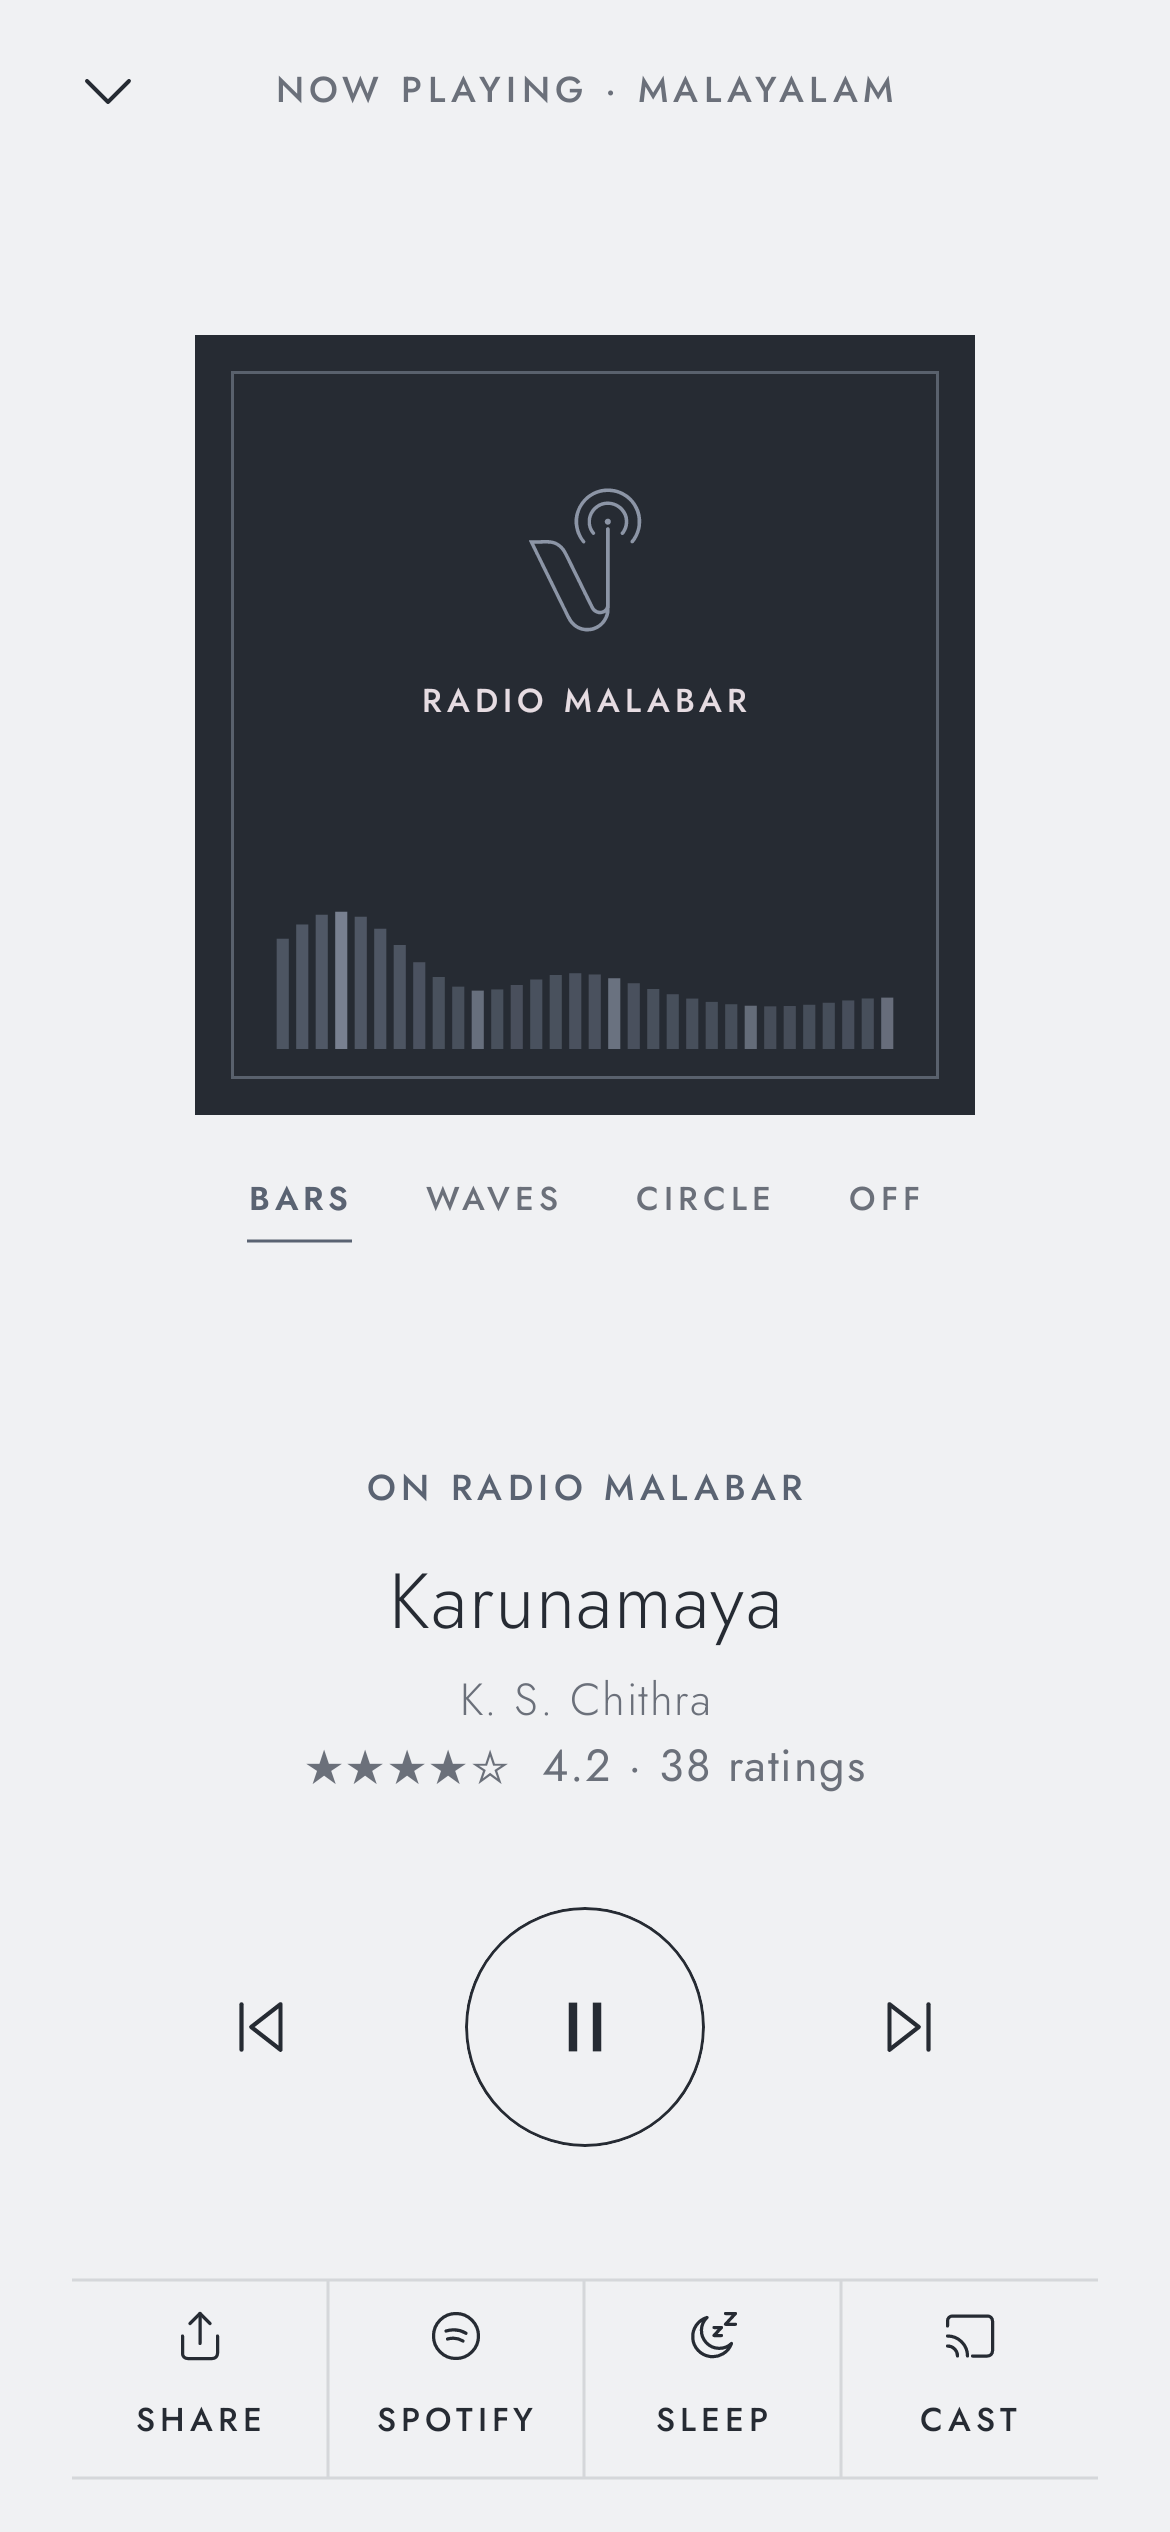 NOW PLAYING · MALAYALAM
RADIO MALABAR
BARS WAVES CIRCLE OFF
ON RADIO MALABAR
Karunamaya
K. S. Chithra
★★★★☆ 4.2 · 38 ratings
SHARE SPOTIFY SLEEP CAST